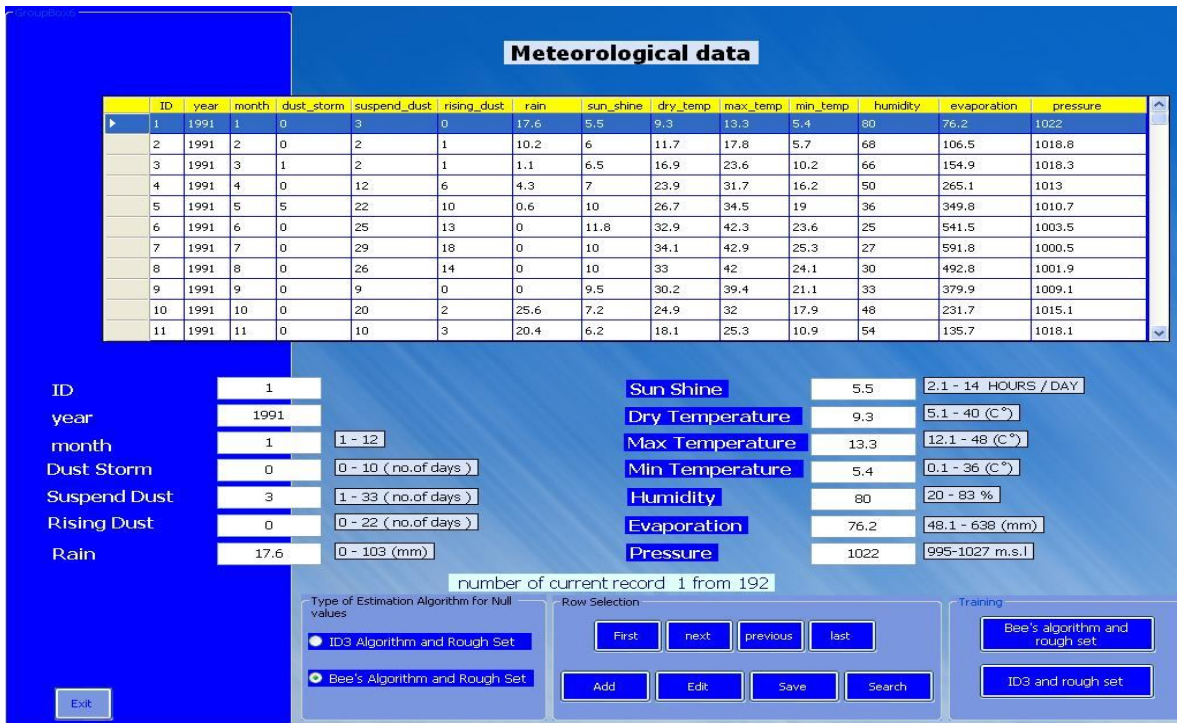 GroupBox6
Meteorological data
ID year month dust_storm suspend_dust rising_dust rain sun_shine dry_temp max_temp min_temp humidity evaporation pressure
1 1991 1 0 3 0 17.6 5.5 9.3 13.3 5.4 80 76.2 1022
2 1991 2 0 2 1 10.2 6 11.7 17.8 5.7 68 106.5 1018.8
3 1991 3 1 2 1 1.1 6.5 16.9 23.6 10.2 66 154.9 1018.3
4 1991 4 0 12 6 4.3 7 23.9 31.7 16.2 50 265.1 1013
5 1991 5 5 22 10 0.6 10 26.7 34.5 19 36 349.8 1010.7
6 1991 6 0 25 13 0 11.8 32.9 42.3 23.6 25 541.5 1003.5
7 1991 7 0 29 18 0 10 34.1 42.9 25.3 27 591.8 1000.5
8 1991 8 0 26 14 0 10 33 42 24.1 30 492.8 1001.9
9 1991 9 0 9 0 0 9.5 30.2 39.4 21.1 33 379.9 1009.1
10 1991 10 0 20 2 25.6 7.2 24.9 32 17.9 48 231.7 1015.1
11 1991 11 0 10 3 20.4 6.2 18.1 25.3 10.9 54 135.7 1018.1
ID 1
year 1991
month 1 1 - 12
Dust Storm 0 0 - 10 ( no.of days )
Suspend Dust 3 1 - 33 ( no.of days )
Rising Dust 0 0 - 22 ( no.of days )
Rain 17.6 0 - 103 (mm)
Sun Shine 5.5 2.1 - 14 HOURS / DAY
Dry Temperature 9.3 5.1 - 40 (C°)
Max Temperature 13.3 12.1 - 48 (C°)
Min Temperature 5.4 0.1 - 36 (C°)
Humidity 80 20 - 83 %
Evaporation 76.2 48.1 - 638 (mm)
Pressure 1022 995-1027 m.s.l
number of current record 1 from 192
Type of Estimation Algorithm for Null
values
ID3 Algorithm and Rough Set
Bee's Algorithm and Rough Set
Row Selection
First next previous last
Add Edit Save Search
Training
Bee's algorithm and
rough set
ID3 and rough set
Exit